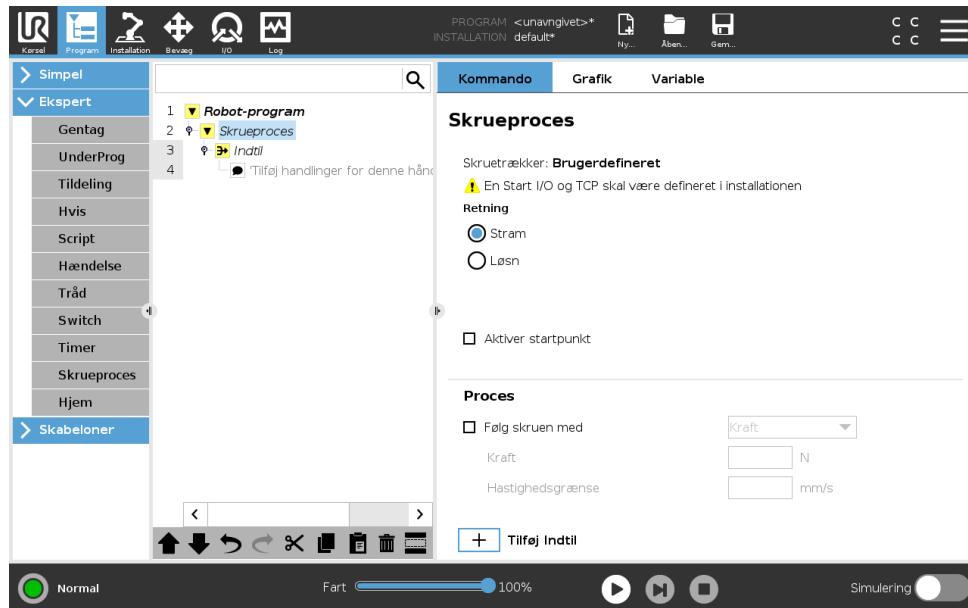 PROGRAM <unavngivet>*
INSTALLATION default*
Kørsel
Program
Installation
Bevæg
I/O
Log
Ny...
Åben...
Gem...
C C
C C
Simpel
Ekspert
Gentag
UnderProg
Tildeling
Hvis
Script
Hændelse
Tråd
Switch
Timer
Skrueproces
Hjem
Skabeloner
1 Robot-program
2 Skrueproces
3 Indtil
4 'Tilføj handlinger for denne hånd
Kommando Grafik Variable
Skrueproces
Skruetrækker: Brugerdefineret
En Start I/O og TCP skal være defineret i installationen
Retning
Stram
Løsn
Aktiver startpunkt
Proces
Følg skruen med Kraft
Kraft N
Hastighedsgrænse mm/s
Tilføj Indtil
Normal
Fart 100%
Simulering